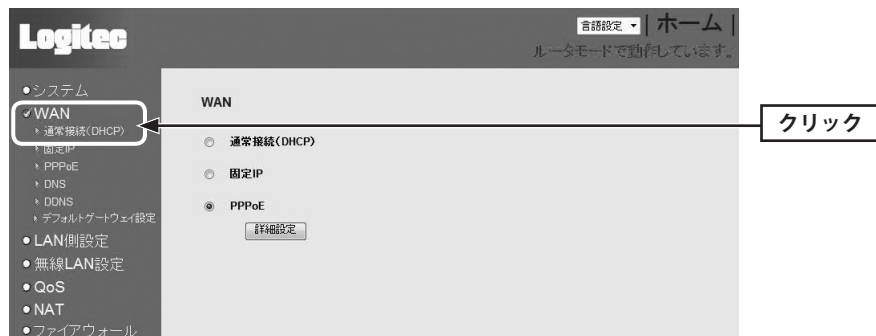 Logitec
言語設定 | ホーム |
ルータモードで動作しています。
●システム
WAN
通常接続(DHCP)
固定IP
PPPoE
DNS
DDNS
デフォルトゲートウェイ設定
●LAN側設定
●無線LAN設定
●QoS
●NAT
●ファイアウォール
WAN
通常接続(DHCP)
固定IP
PPPoE
詳細設定
クリック